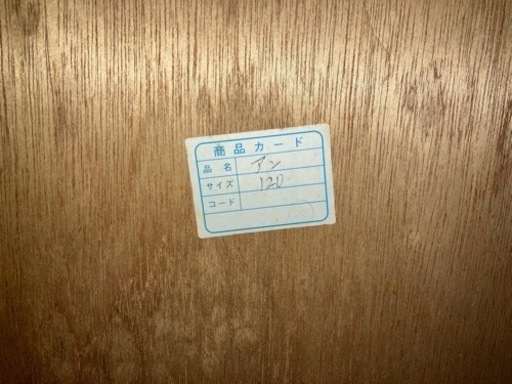 商品カード
品名 アン
サイズ 120
コード